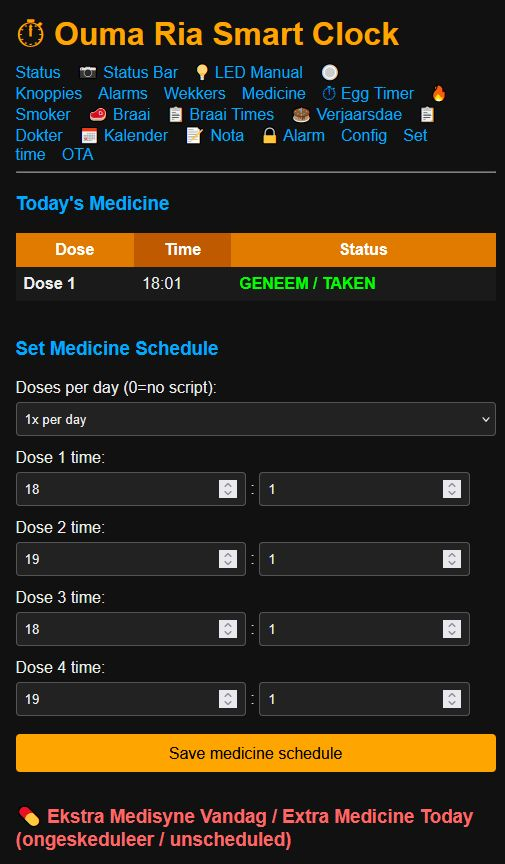 ⏱ Ouma Ria Smart Clock
Status 📷 Status Bar 💡 LED Manual ⚪
Knoppies Alarms Wekkers Medicine ⏱ Egg Timer 🔥
Smoker 🥩 Braai 📋 Braai Times 🎂 Verjaarsdae 📋
Dokter 📅 Kalender 📝 Nota 🔒 Alarm Config Set
time OTA
Today's Medicine
Dose Time Status
Dose 1 18:01 GENEEM / TAKEN
Set Medicine Schedule
Doses per day (0=no script):
1x per day
Dose 1 time:
18 : 1
Dose 2 time:
19 : 1
Dose 3 time:
18 : 1
Dose 4 time:
19 : 1
Save medicine schedule
💊 Ekstra Medisyne Vandag / Extra Medicine Today
(ongeskeduleer / unscheduled)